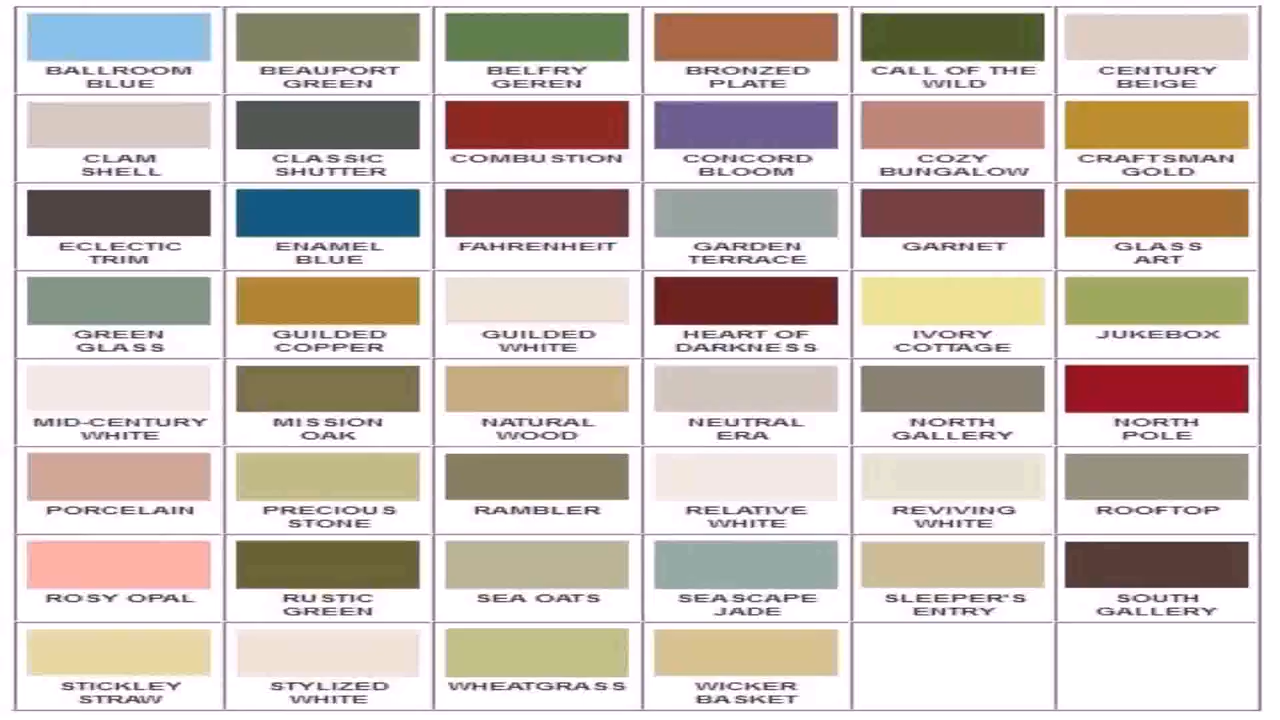 BALLROOM
BLUE
BEAUPORT
GREEN
BELFRY
GEREN
BRONZED
PLATE
CALL OF THE
WILD
CENTURY
BEIGE
CLAM
SHELL
CLASSIC
SHUTTER
COMBUSTION
CONCORD
BLOOM
COZY
BUNGALOW
CRAFTSMAN
GOLD
ECLECTIC
TRIM
ENAMEL
BLUE
FAHRENHEIT
GARDEN
TERRACE
GARNET
GLASS
ART
GREEN
GLASS
GUILDED
COPPER
GUILDED
WHITE
HEART OF
DARKNESS
IVORY
COTTAGE
JUKEBOX
MID-CENTURY
WHITE
MISSION
OAK
NATURAL
WOOD
NEUTRAL
ERA
NORTH
GALLERY
NORTH
POLE
PORCELAIN
PRECIOUS
STONE
RAMBLER
RELATIVE
WHITE
REVIVING
WHITE
ROOFTOP
ROSY OPAL
RUSTIC
GREEN
SEA OATS
SEASCAPE
JADE
SLEEPER'S
ENTRY
SOUTH
GALLERY
STICKLEY
STRAW
STYLIZED
WHITE
WHEATGRASS
WICKER
BASKET